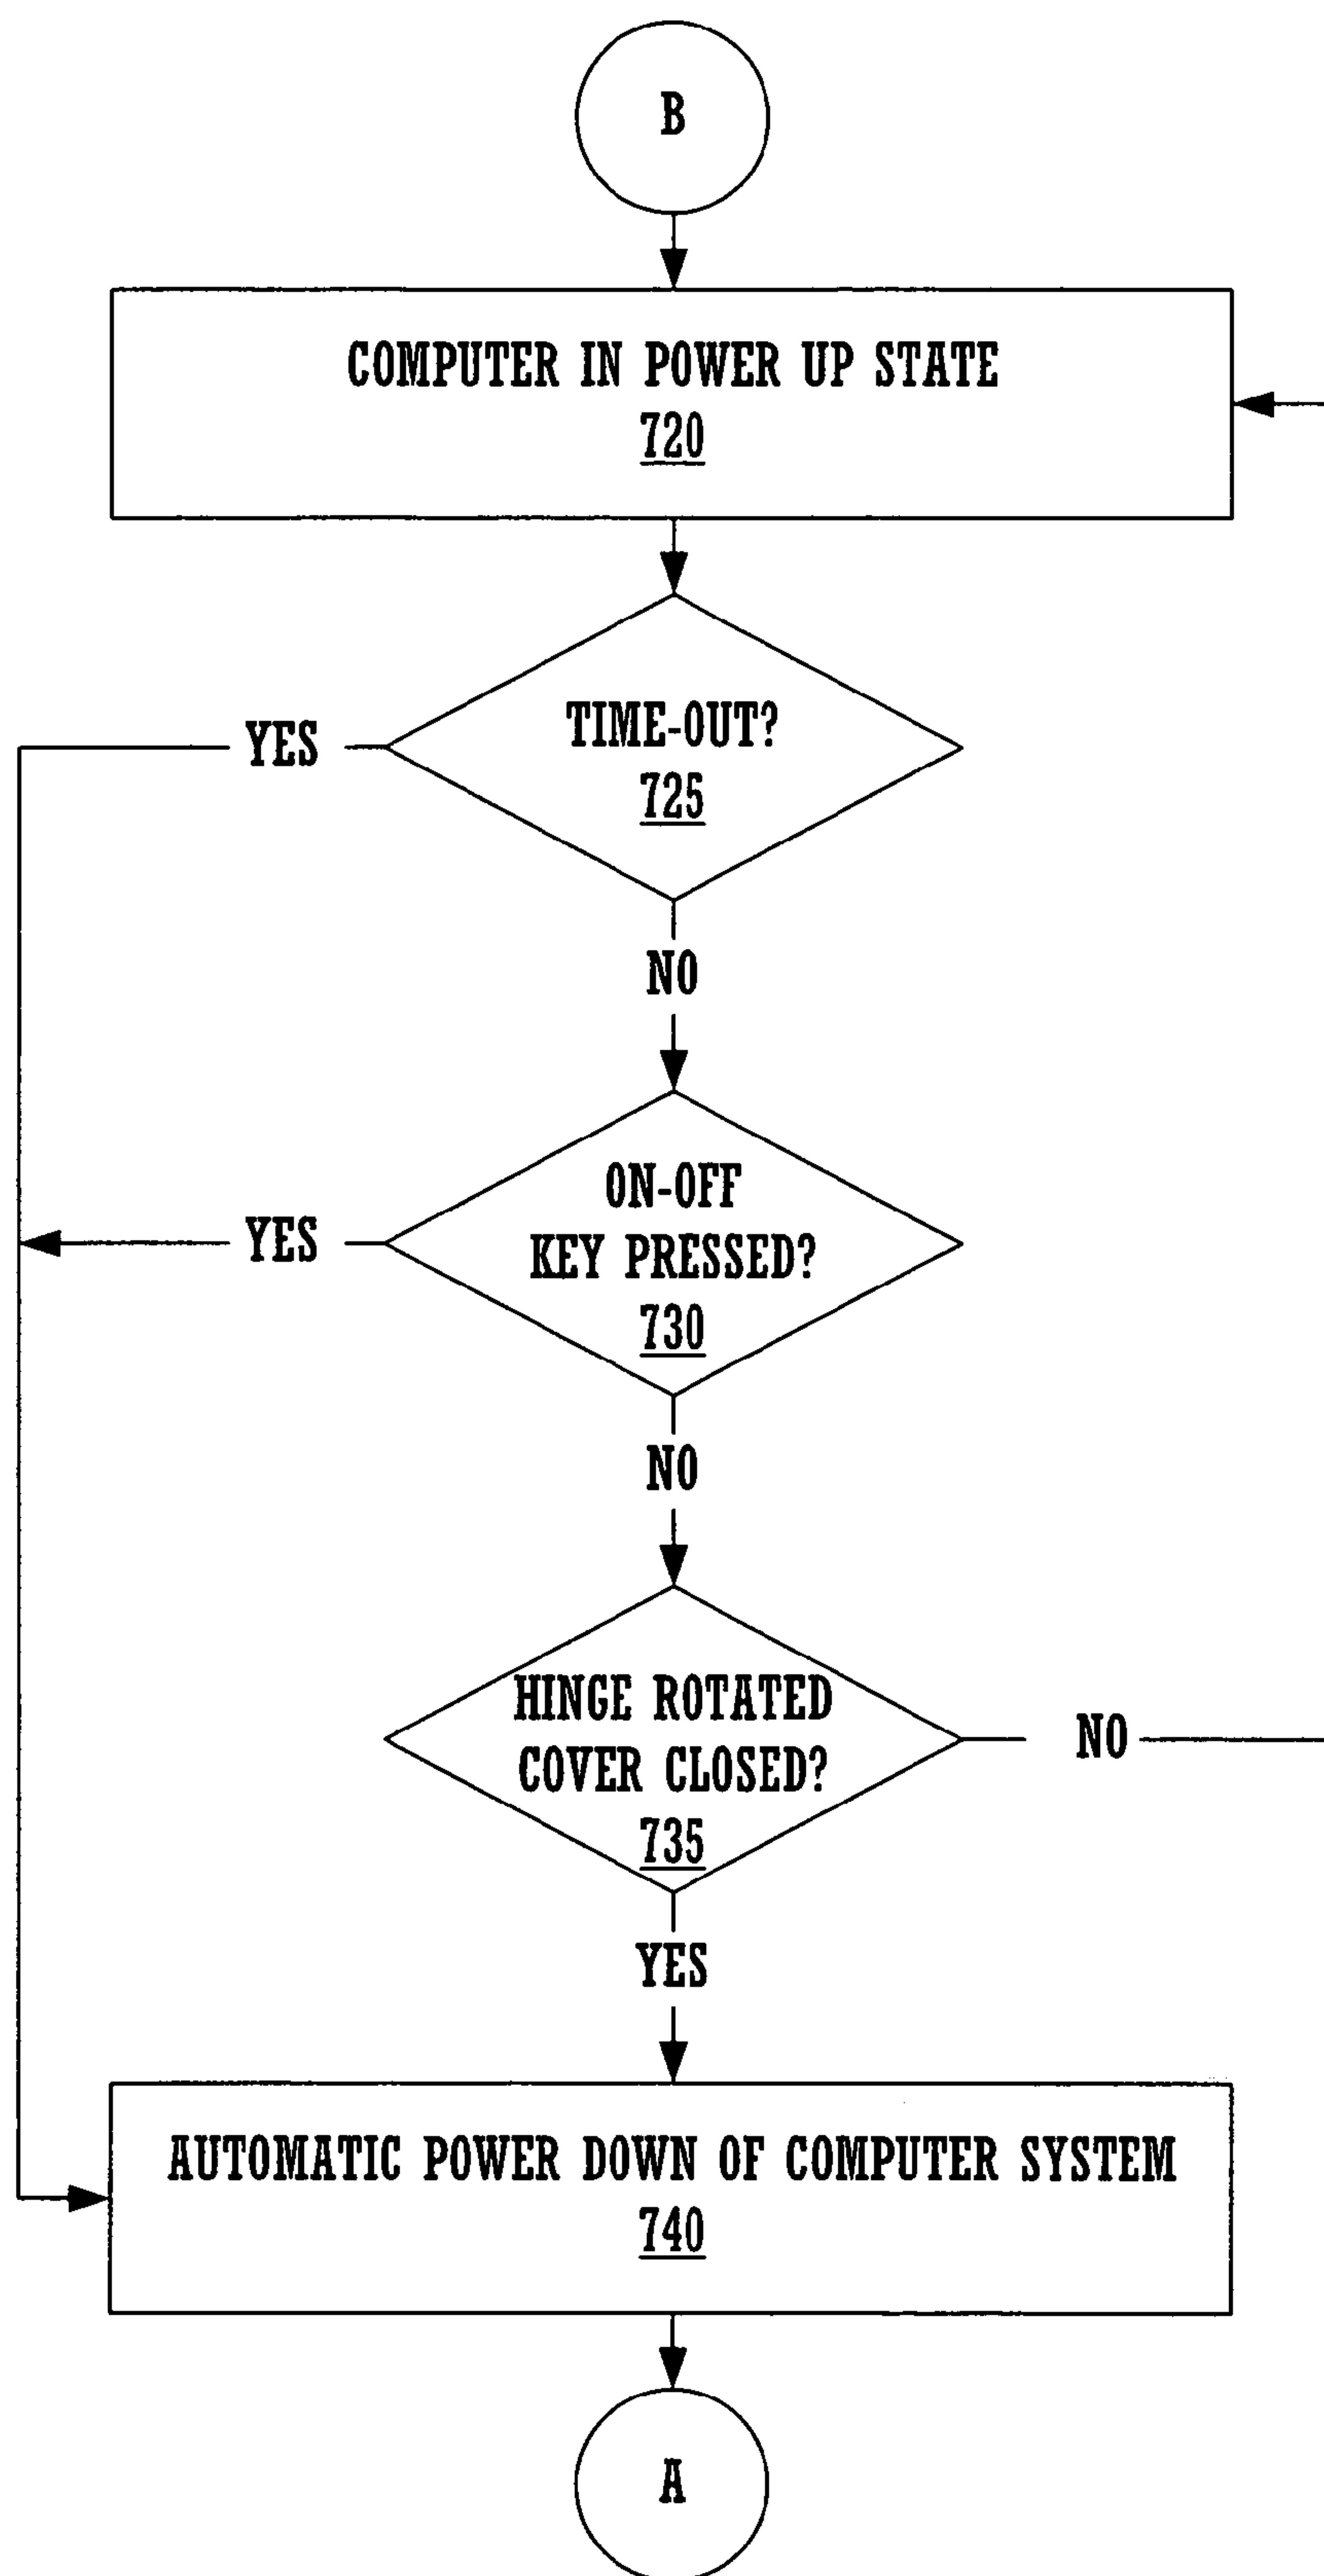 B
COMPUTER IN POWER UP STATE
720
TIME-OUT?
725
YES
NO
ON-OFF
KEY PRESSED?
730
YES
NO
HINGE ROTATED
COVER CLOSED?
735
NO
YES
AUTOMATIC POWER DOWN OF COMPUTER SYSTEM
740
A